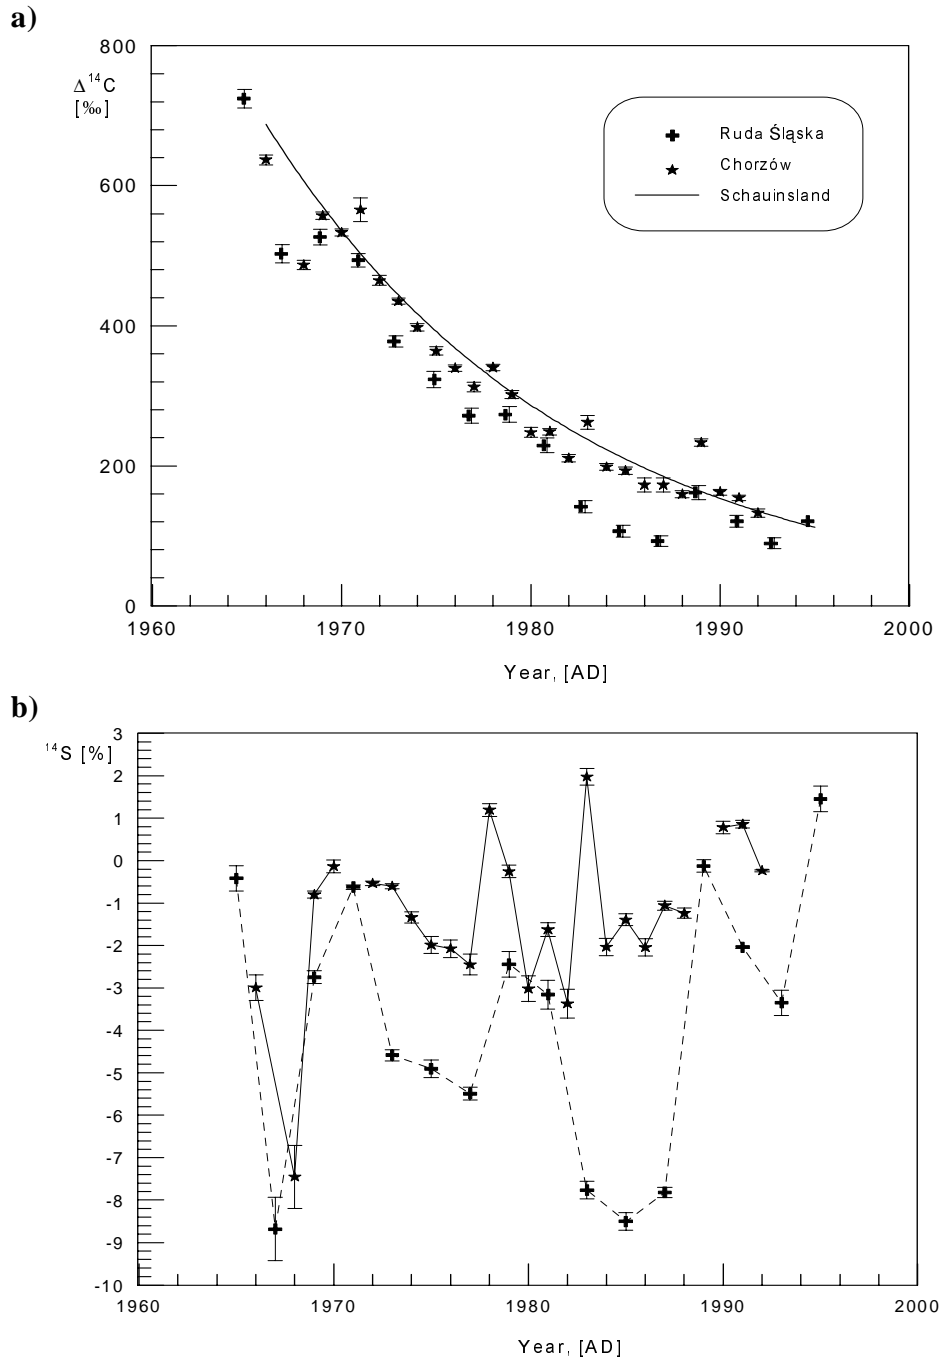 a)
800
Δ¹⁴C
[‰]
600
400
200
0
Ruda Śląska
Chorzów
Schauinsland
1960 1970 1980 1990 2000
Year, [AD]
b)
¹⁴S [%]
3
2
1
0
-1
-2
-3
-4
-5
-6
-7
-8
-9
-10
1960 1970 1980 1990 2000
Year, [AD]